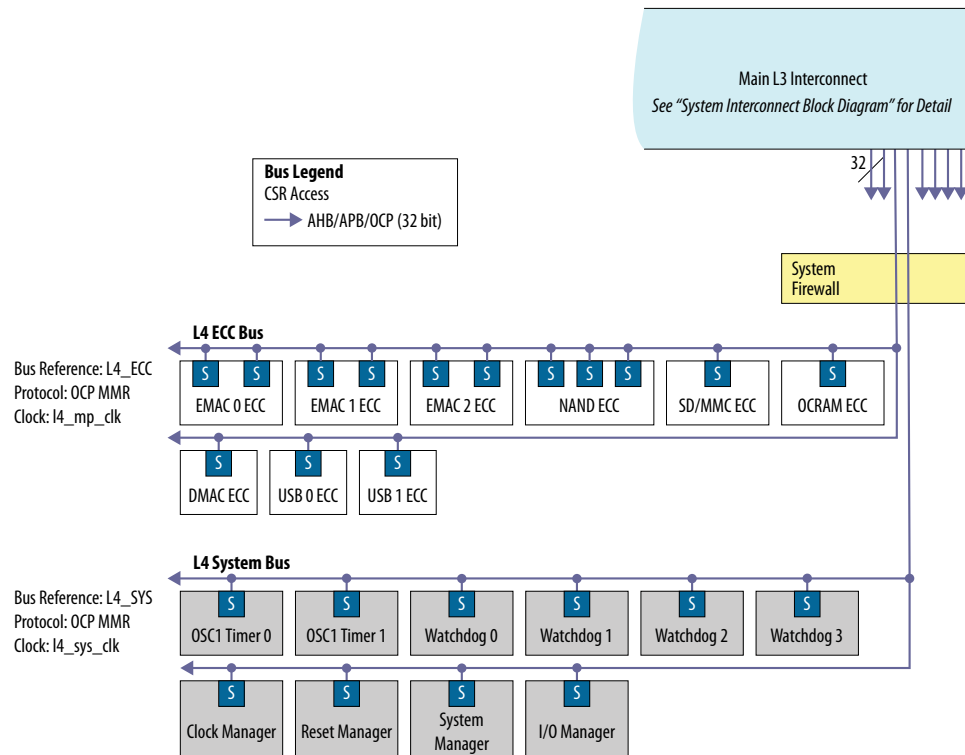 Main L3 Interconnect
See “System Interconnect Block Diagram” for Detail
32
Bus Legend
CSR Access
AHB/APB/OCP (32 bit)
System
Firewall
L4 ECC Bus
Bus Reference: L4_ECC
Protocol: OCP MMR
Clock: l4_mp_clk
S S S S S S S S S S S
EMAC 0 ECC EMAC 1 ECC EMAC 2 ECC NAND ECC SD/MMC ECC OCRAM ECC
S S S
DMAC ECC USB 0 ECC USB 1 ECC
L4 System Bus
Bus Reference: L4_SYS
Protocol: OCP MMR
Clock: l4_sys_clk
S S S S S S
OSC1 Timer 0 OSC1 Timer 1 Watchdog 0 Watchdog 1 Watchdog 2 Watchdog 3
S S S S
Clock Manager Reset Manager System Manager I/O Manager